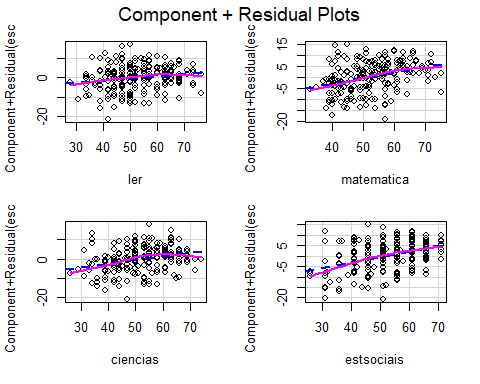 Component + Residual Plots
Component+Residual(esc
-20 0
30 40 50 60 70
ler
Component+Residual(esc
-20 -5 5 15
40 50 60 70
matematica
Component+Residual(esc
-20 0
30 40 50 60 70
ciencias
Component+Residual(esc
-20 -5 5
30 40 50 60 70
estsociais